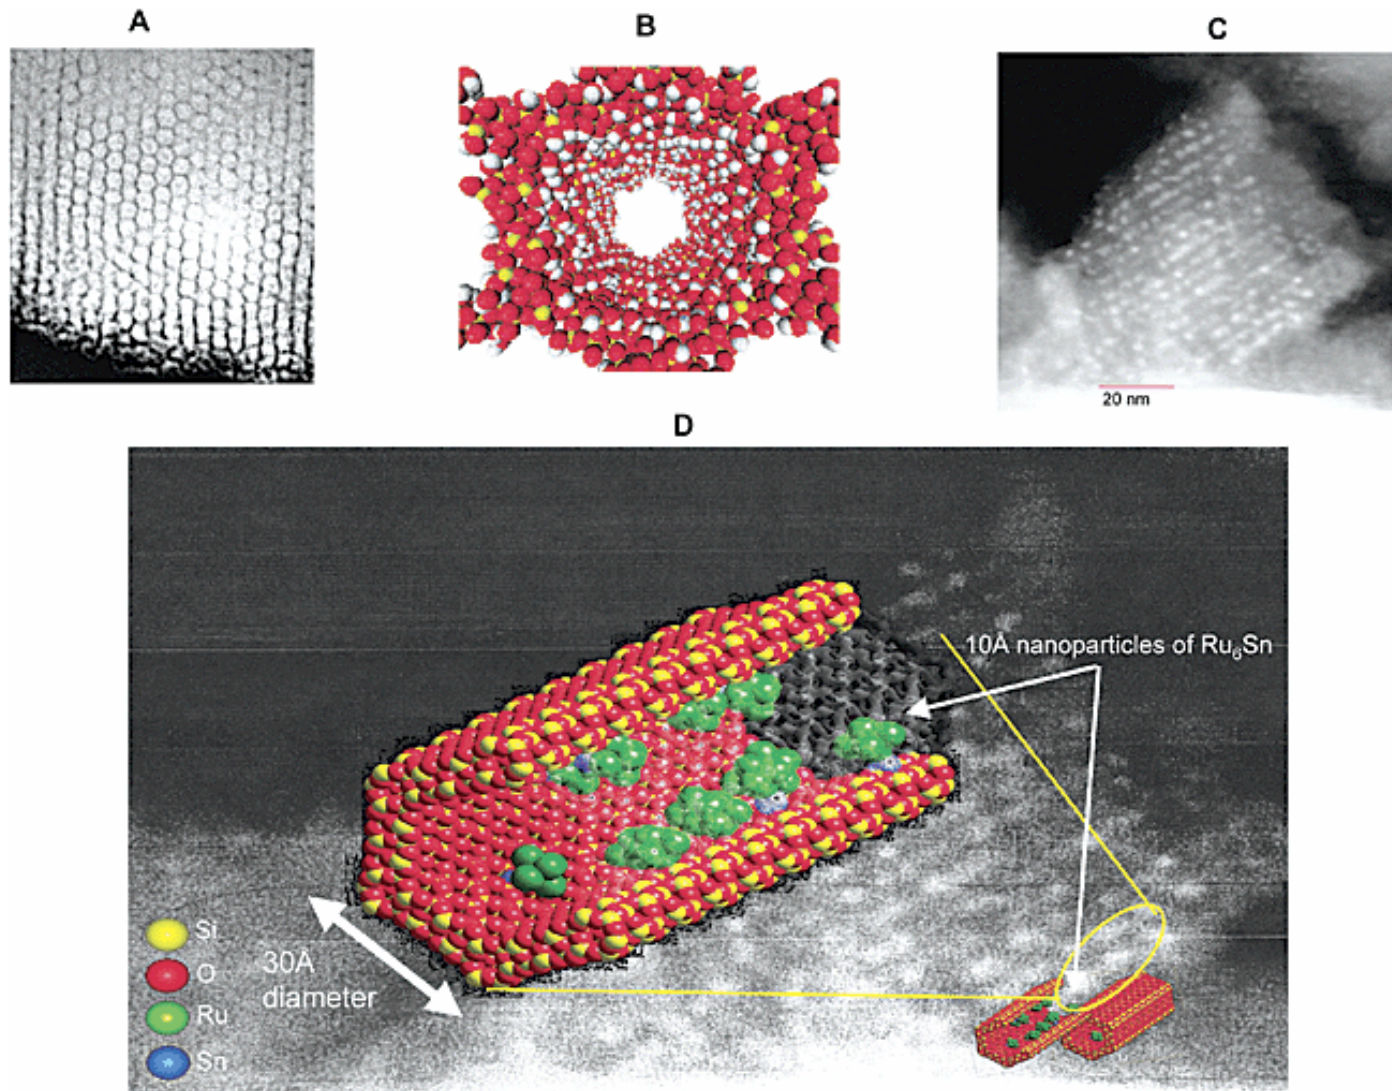 A
B
C
20 nm
D
10Å nanoparticles of Ru₆Sn
30Å
diameter
Si
O
Ru
Sn